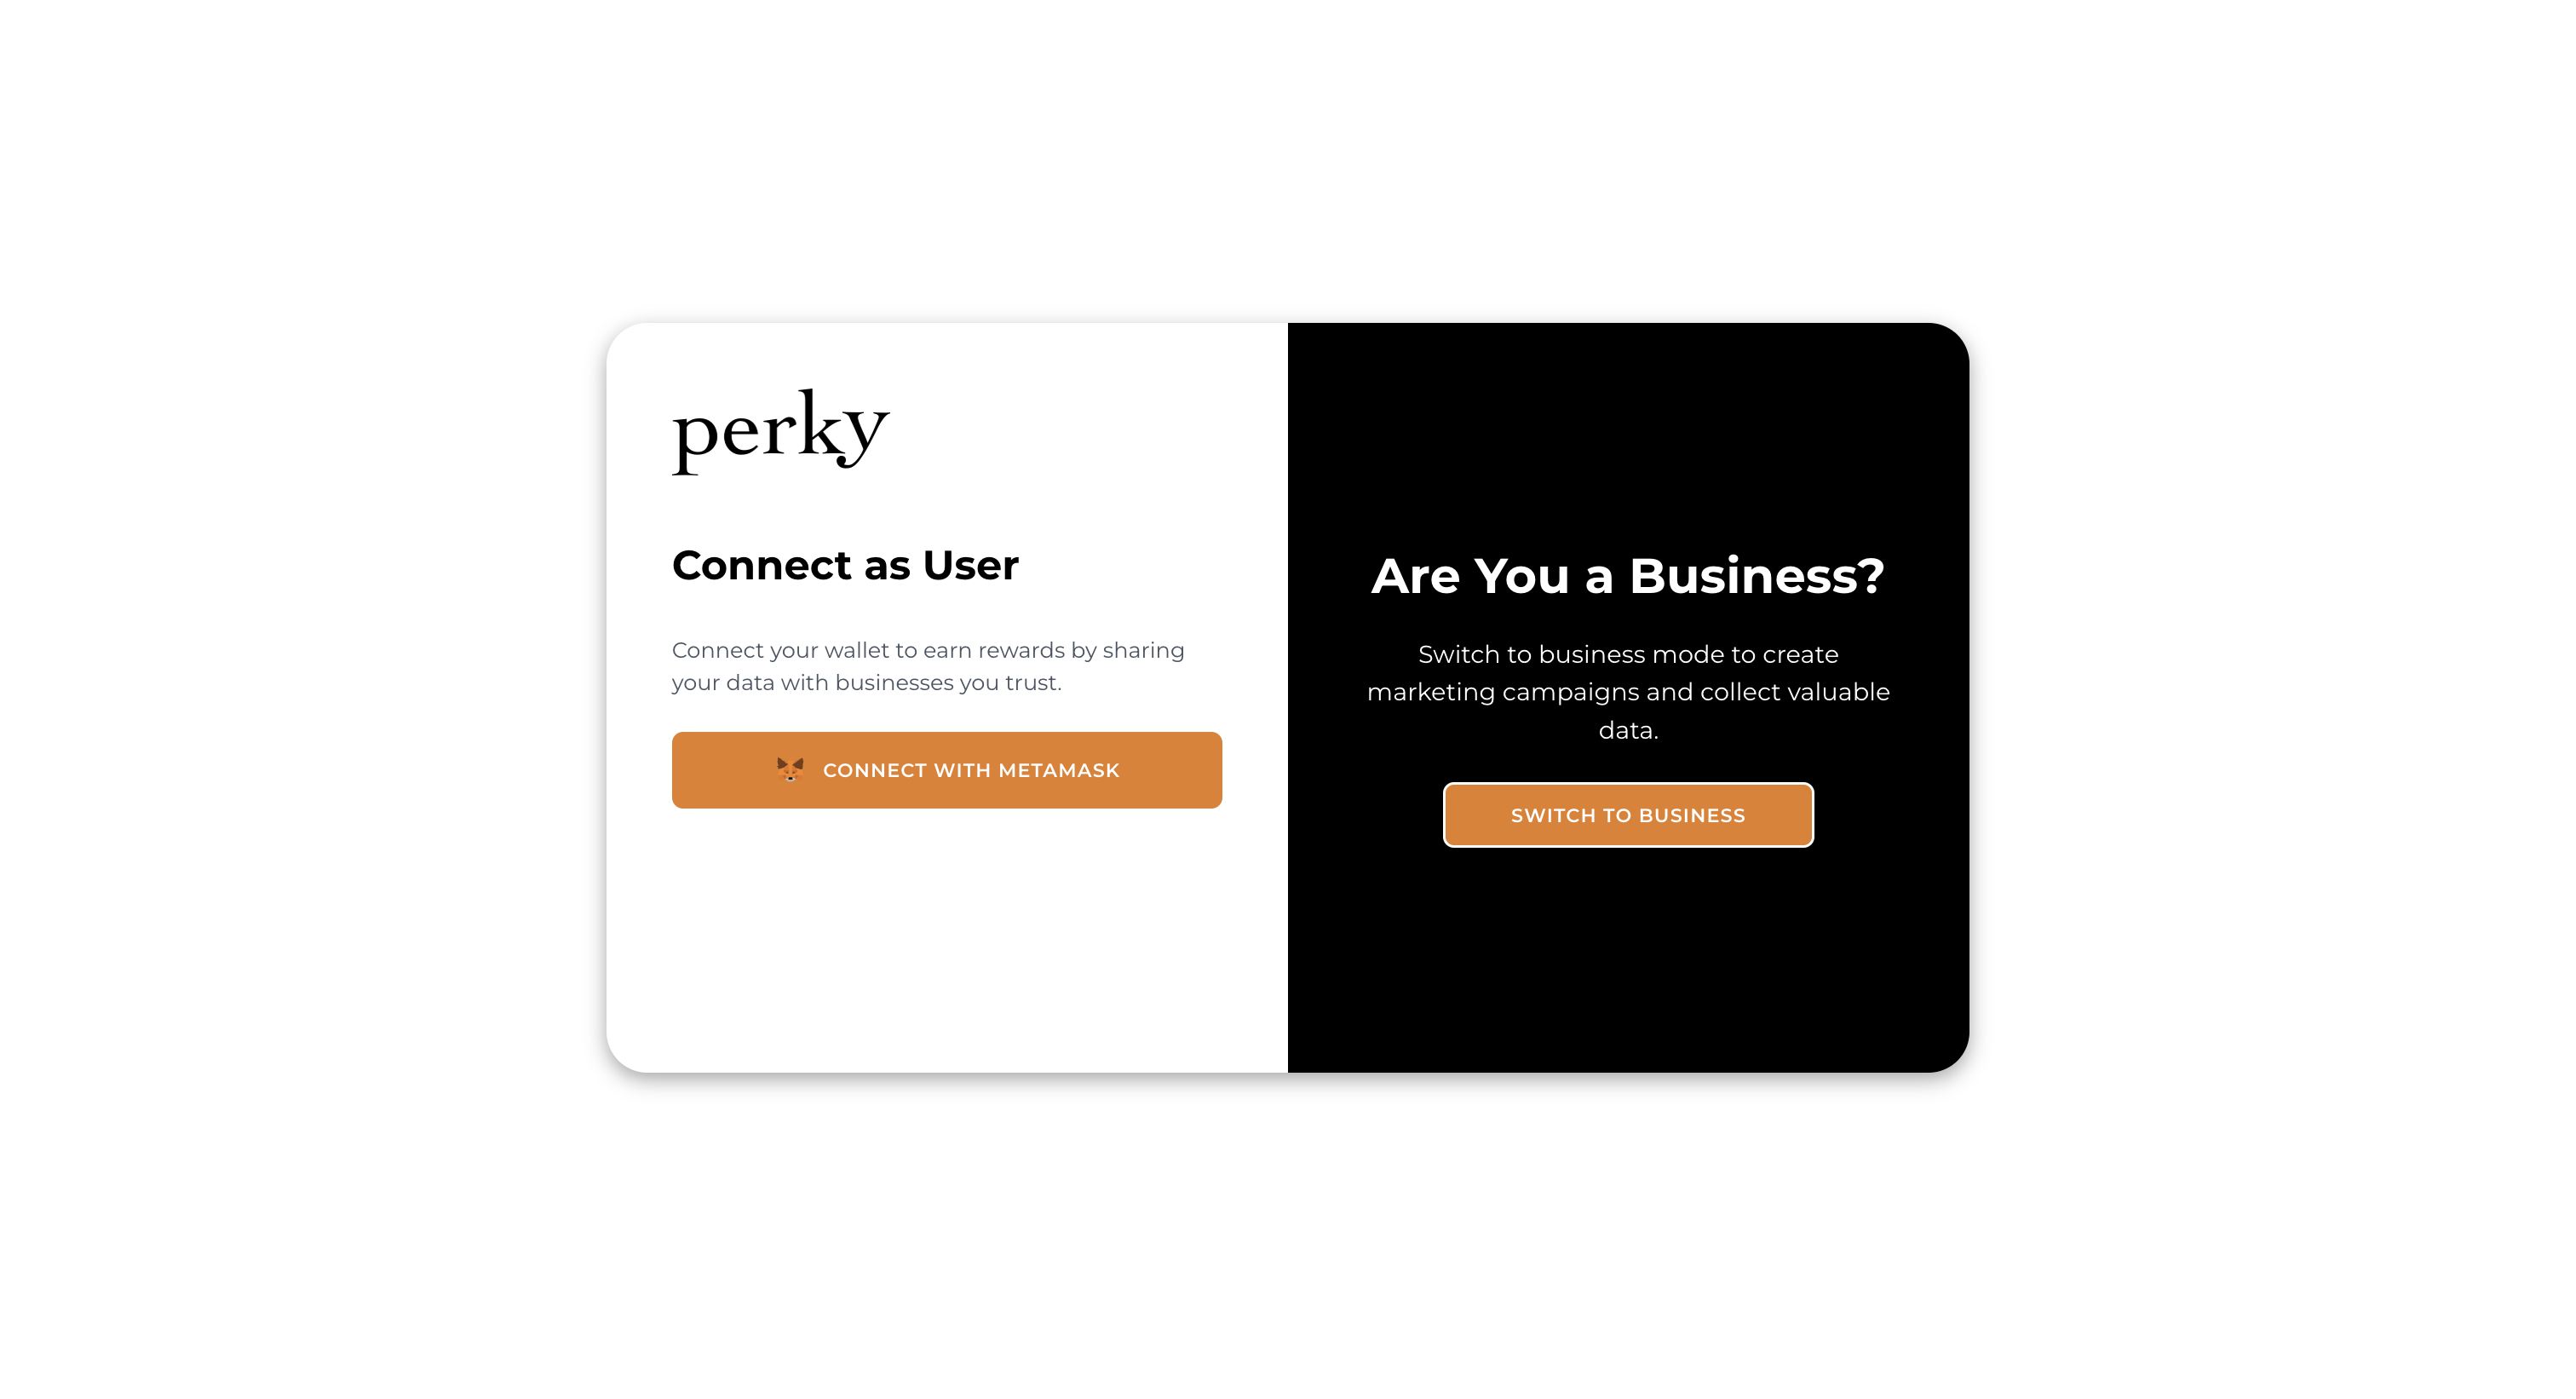 perky
Connect as User
Connect your wallet to earn rewards by sharing
your data with businesses you trust.
CONNECT WITH METAMASK
Are You a Business?
Switch to business mode to create
marketing campaigns and collect valuable
data.
SWITCH TO BUSINESS